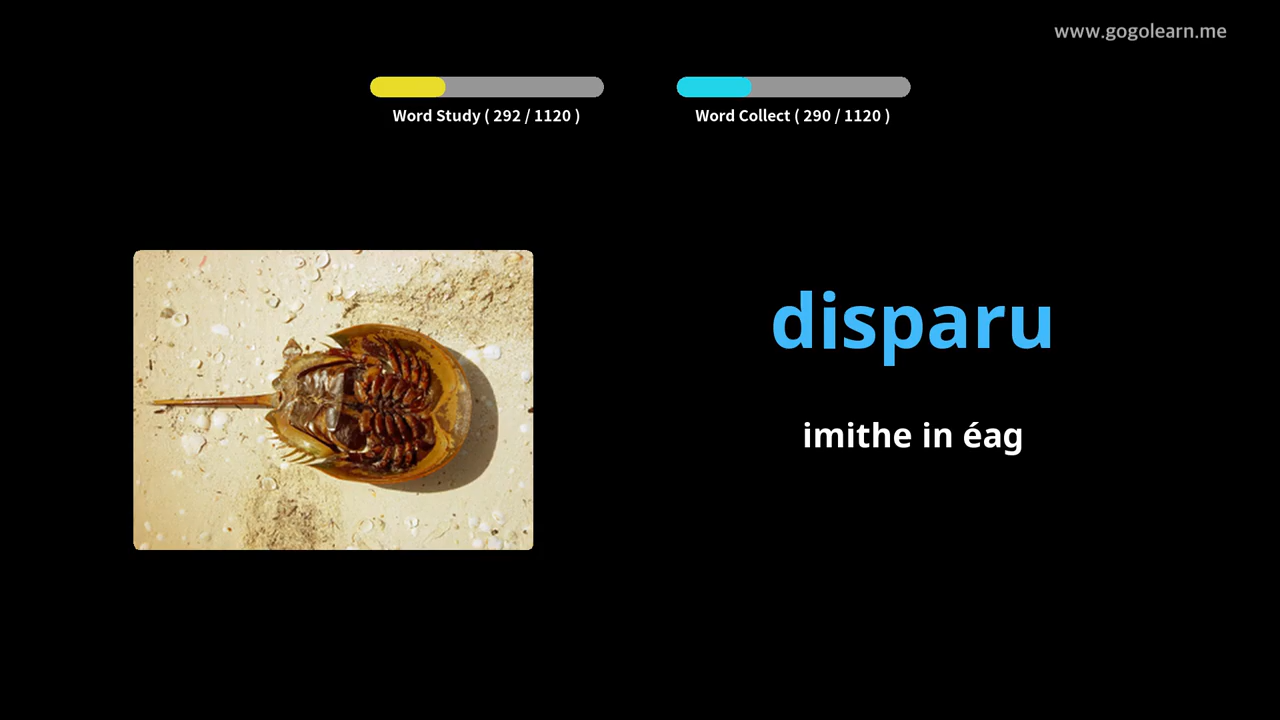 www.gogolearn.me
Word Study ( 292 / 1120 )
Word Collect ( 290 / 1120 )
disparu
imithe in éag